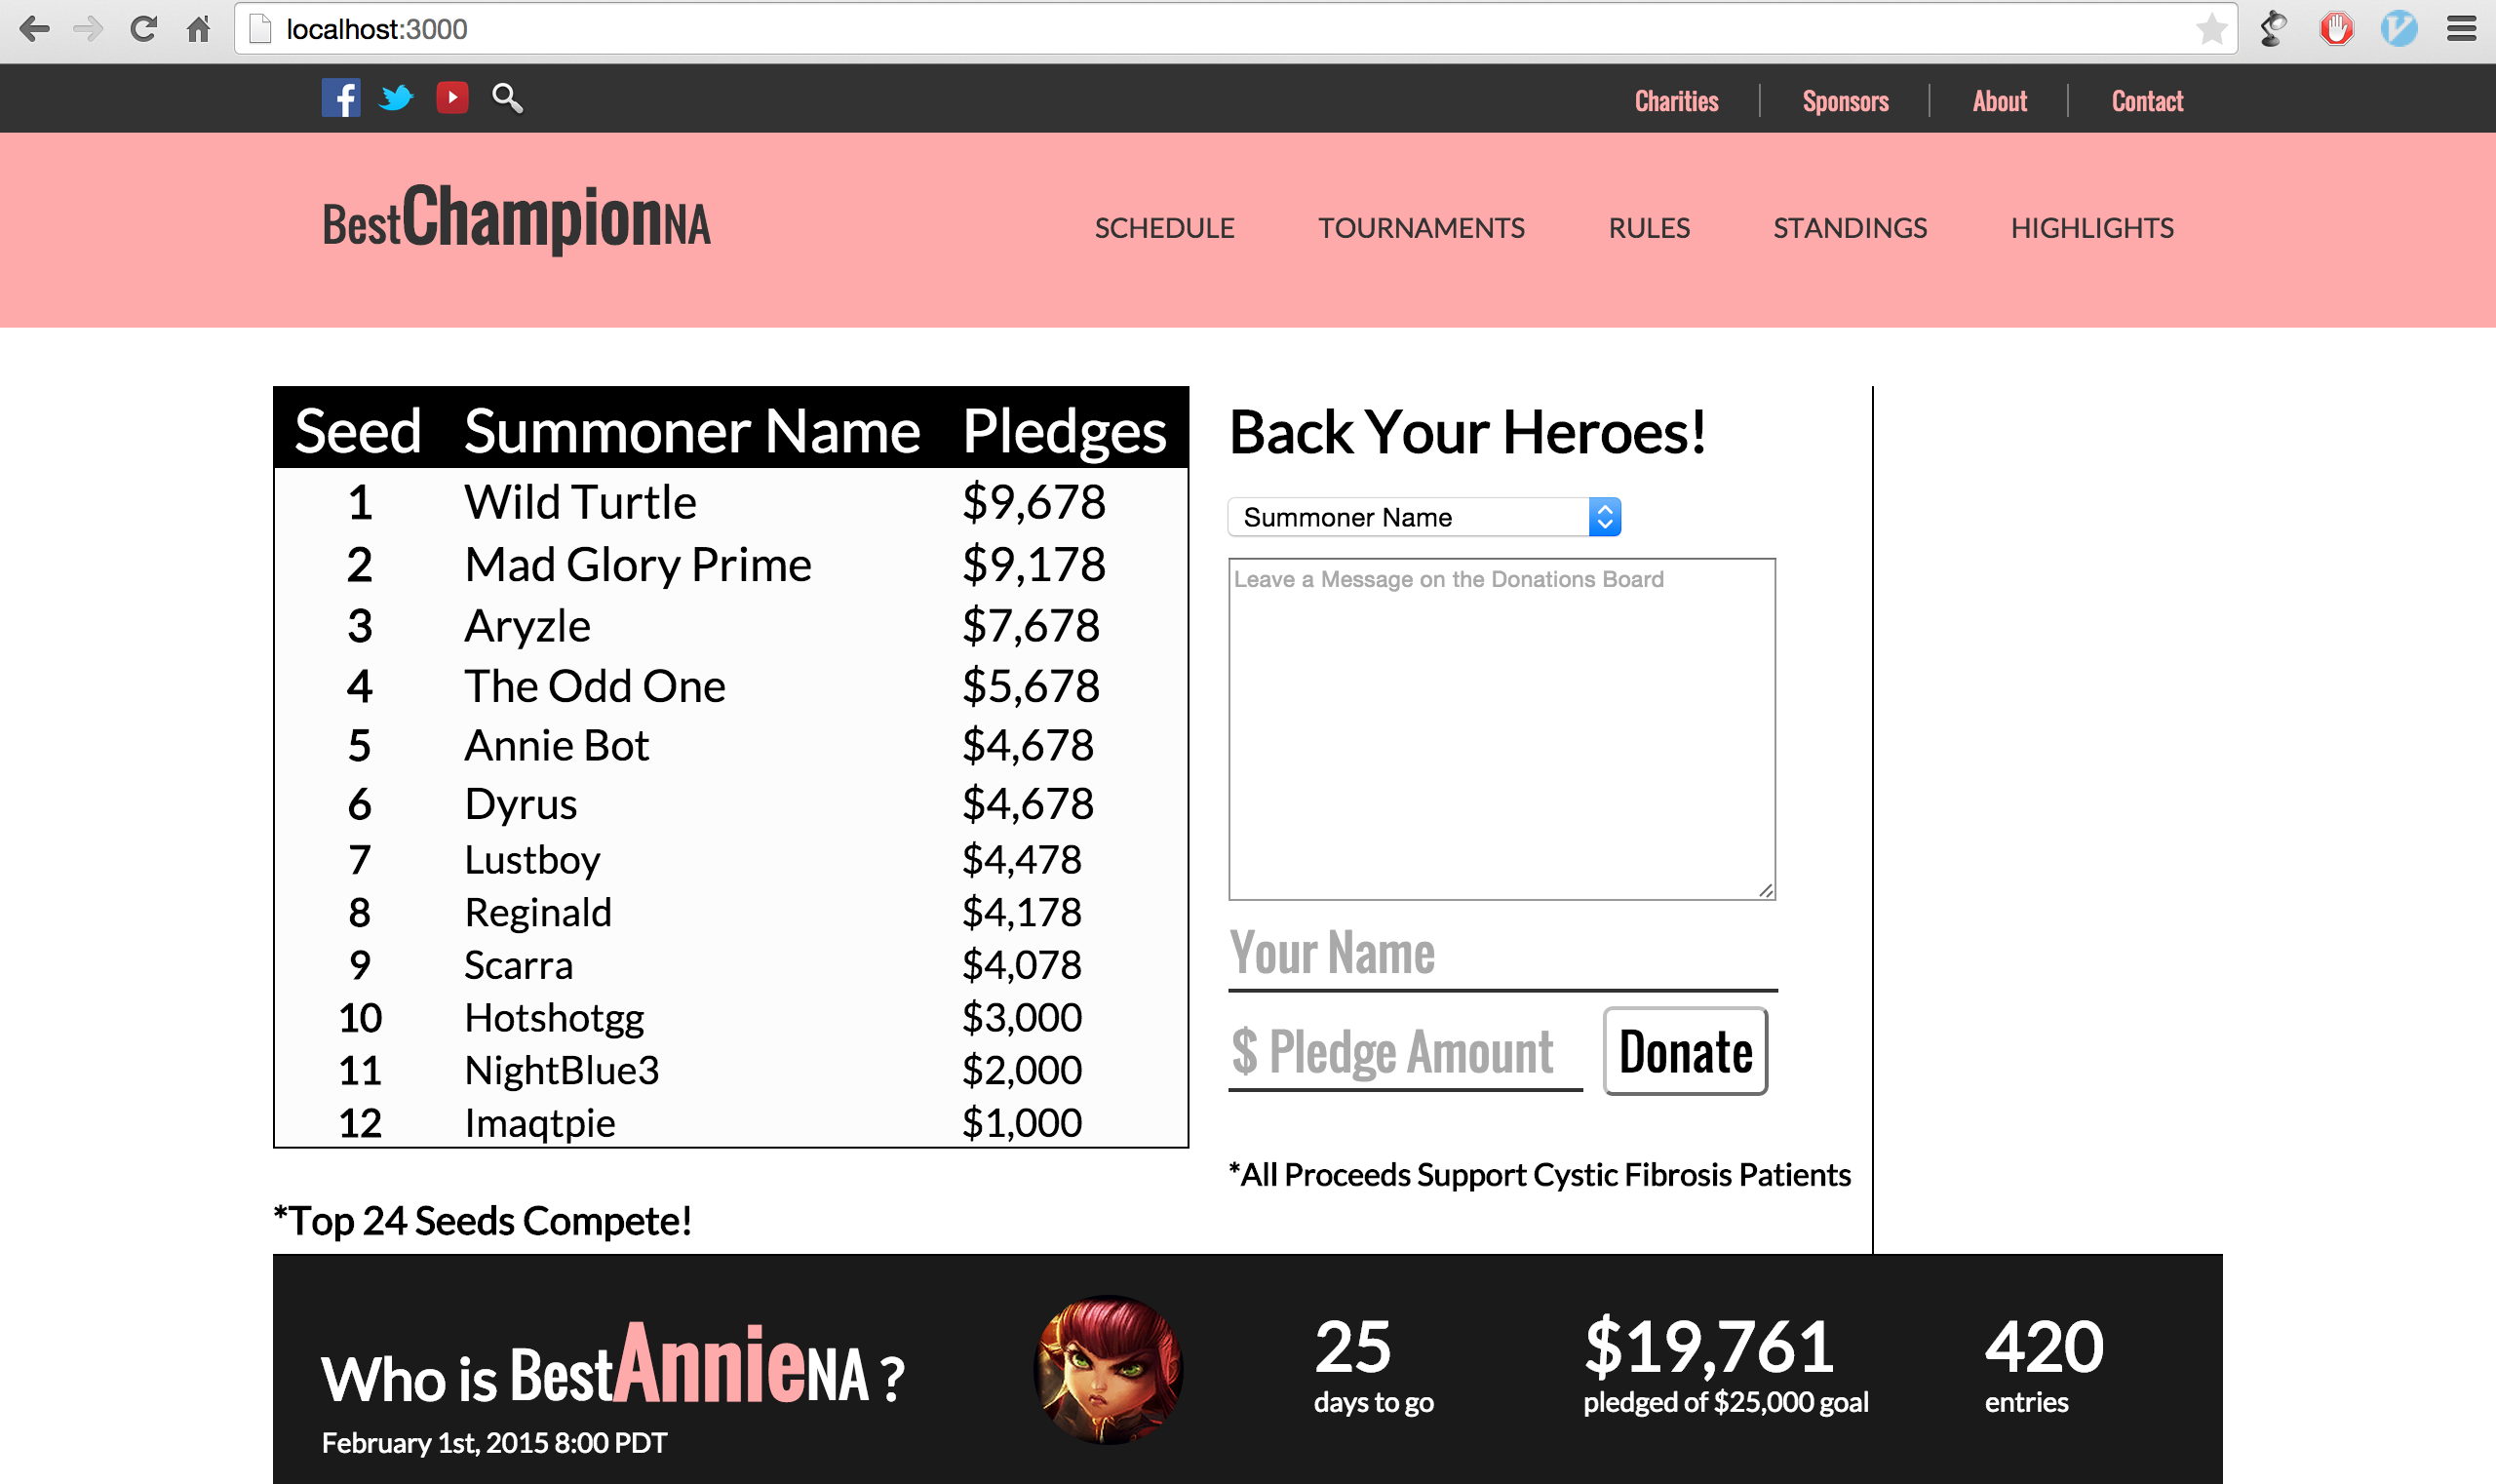 localhost:3000
Charities Sponsors About Contact
BestChampionNA
SCHEDULE TOURNAMENTS RULES STANDINGS HIGHLIGHTS
Seed Summoner Name Pledges
1 Wild Turtle $9,678
2 Mad Glory Prime $9,178
3 Aryzle $7,678
4 The Odd One $5,678
5 Annie Bot $4,678
6 Dyrus $4,678
7 Lustboy $4,478
8 Reginald $4,178
9 Scarra $4,078
10 Hotshotgg $3,000
11 NightBlue3 $2,000
12 Imaqtpie $1,000
*Top 24 Seeds Compete!
Back Your Heroes!
Summoner Name
Leave a Message on the Donations Board
Your Name
$ Pledge Amount
Donate
*All Proceeds Support Cystic Fibrosis Patients
Who is BestAnnieNA ?
February 1st, 2015 8:00 PDT
25
days to go
$19,761
pledged of $25,000 goal
420
entries